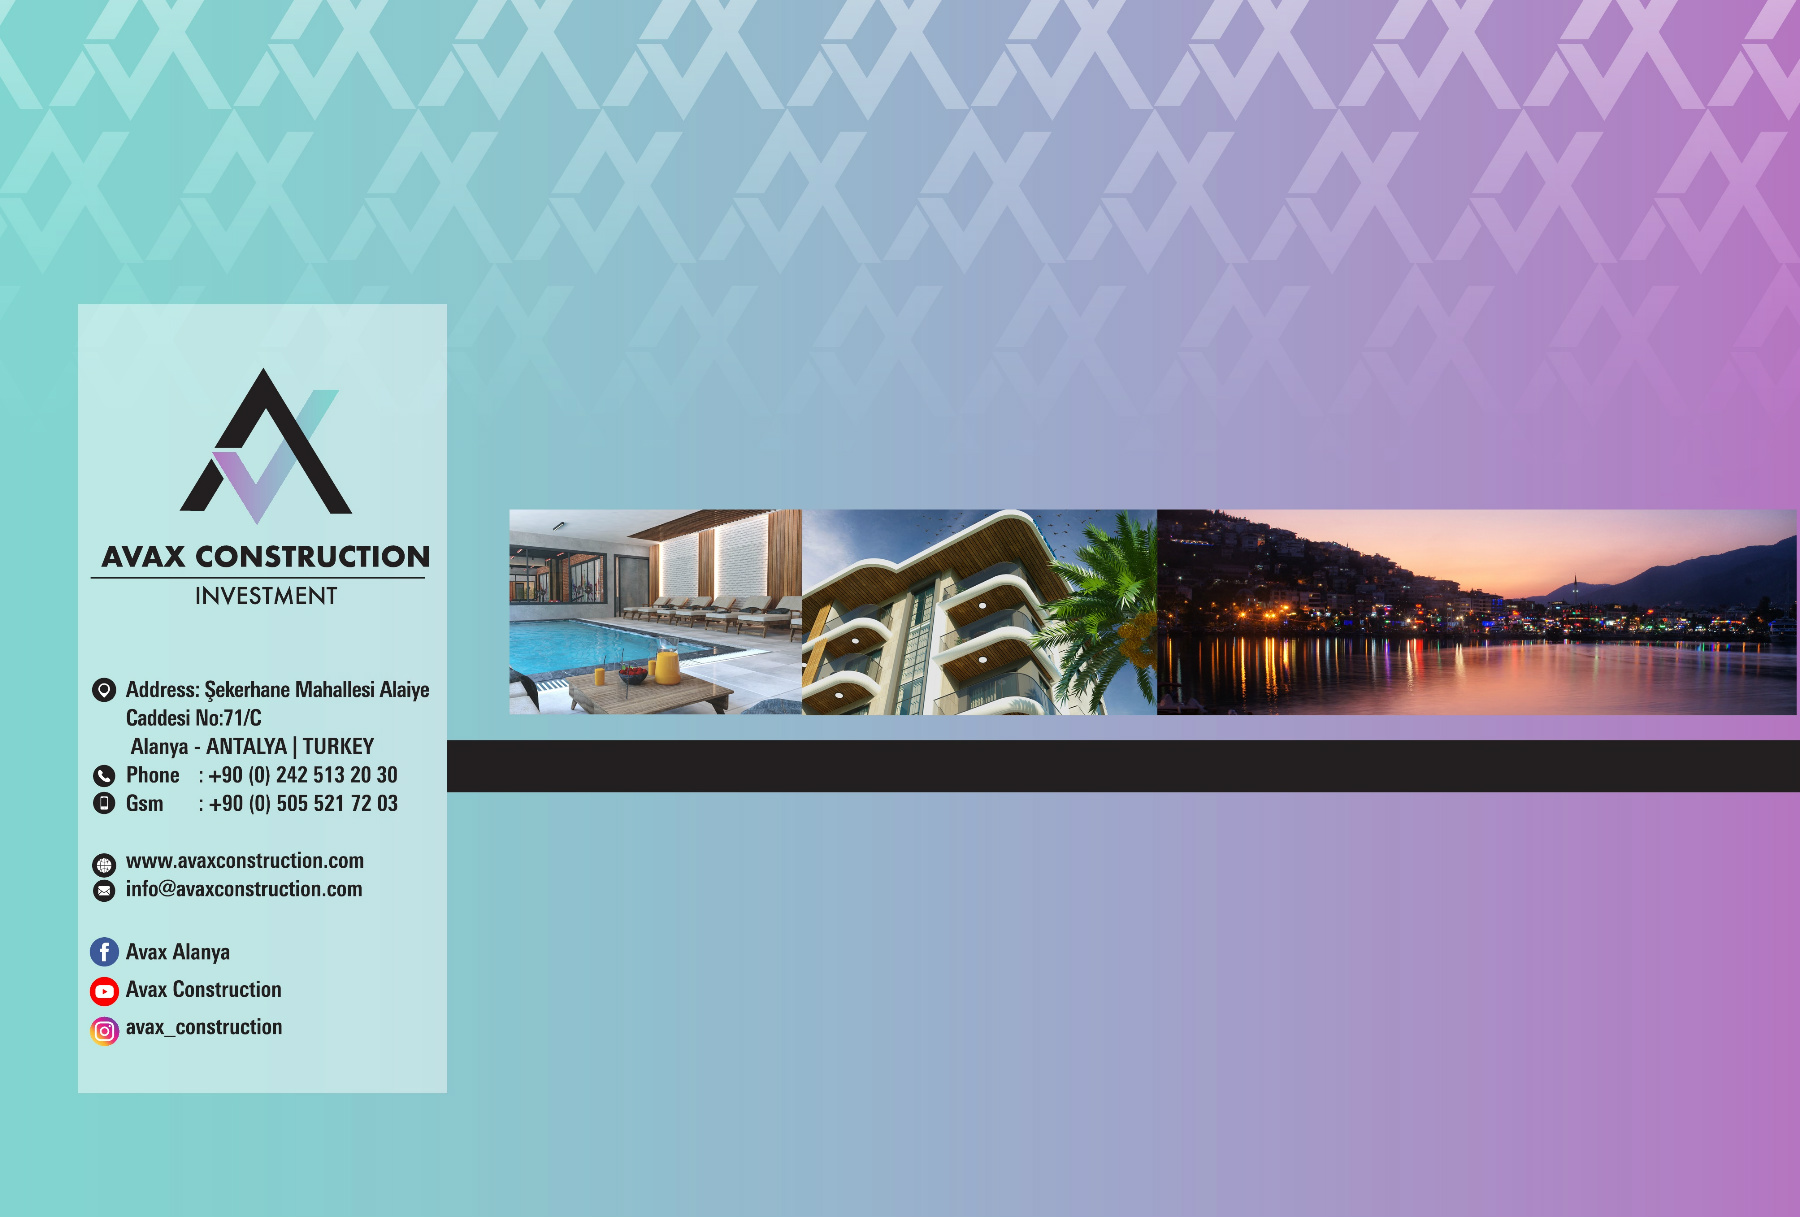 AVAX CONSTRUCTION
INVESTMENT
Address: Şekerhane Mahallesi Alaiye
Caddesi No:71/C
Alanya - ANTALYA | TURKEY
Phone : +90 (0) 242 513 20 30
Gsm : +90 (0) 505 521 72 03
www.avaxconstruction.com
info@avaxconstruction.com
Avax Alanya
Avax Construction
avax_construction